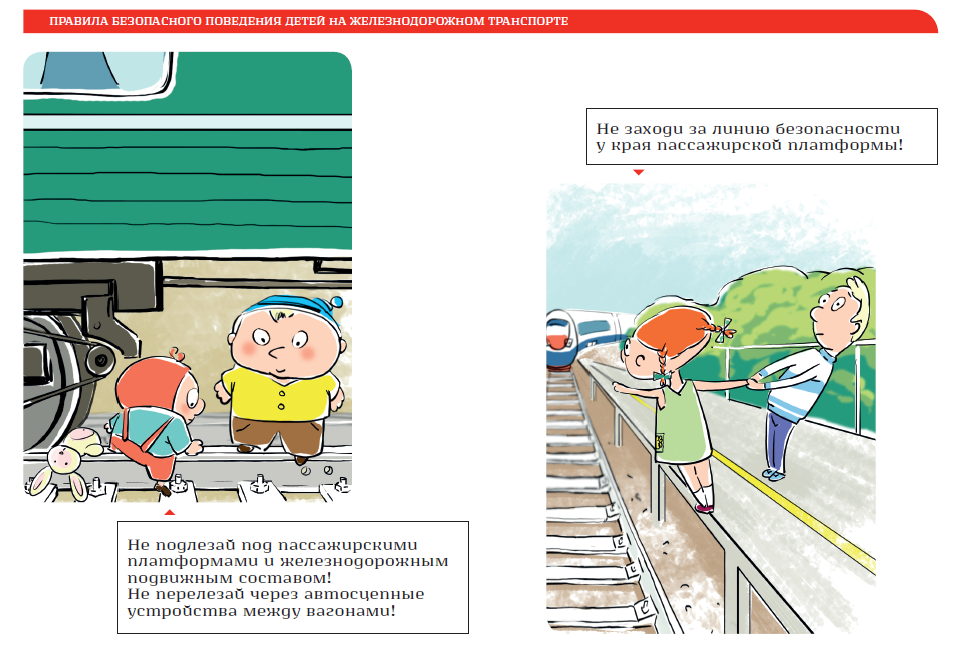 ПРАВИЛА БЕЗОПАСНОГО ПОВЕДЕНИЯ ДЕТЕЙ НА ЖЕЛЕЗНОДОРОЖНОМ ТРАНСПОРТЕ
Не заходи за линию безопасности
у края пассажирской платформы!
Не подлезай под пассажирскими
платформами и железнодорожным
подвижным составом!
Не перелезай через автосцепные
устройства между вагонами!